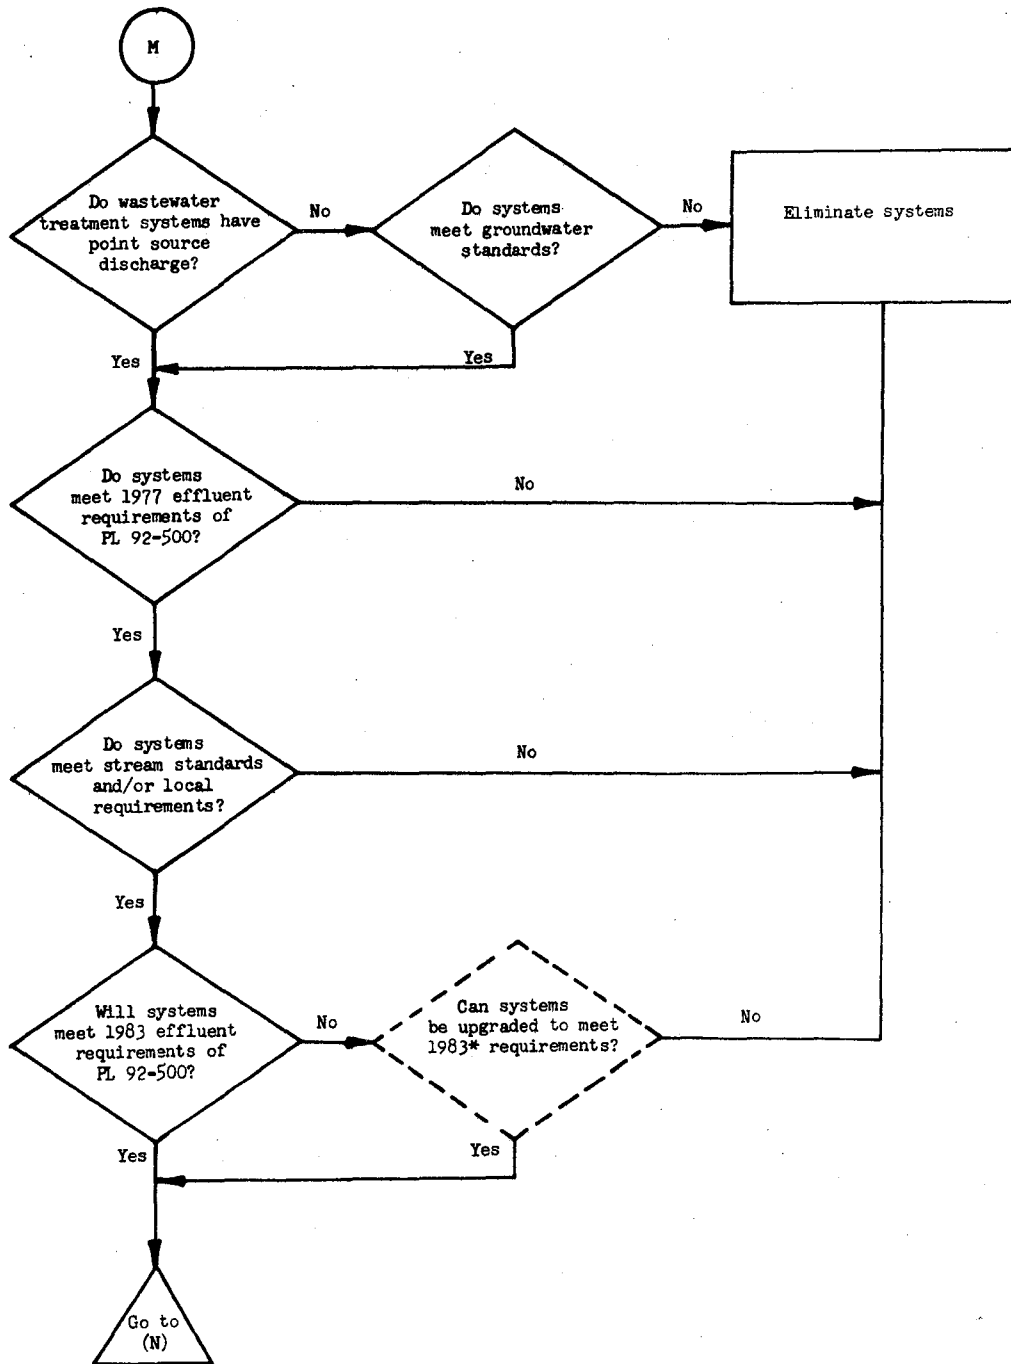 M
Do wastewater
treatment systems have
point source
discharge?
No
Do systems
meet groundwater
standards?
No
Eliminate systems
Yes
Yes
Do systems
meet 1977 effluent
requirements of
PL 92-500?
No
Yes
Do systems
meet stream standards
and/or local
requirements?
No
Yes
Will systems
meet 1983 effluent
requirements of
PL 92-500?
No
Can systems
be upgraded to meet
1983* requirements?
No
Yes
Yes
Go to
(N)